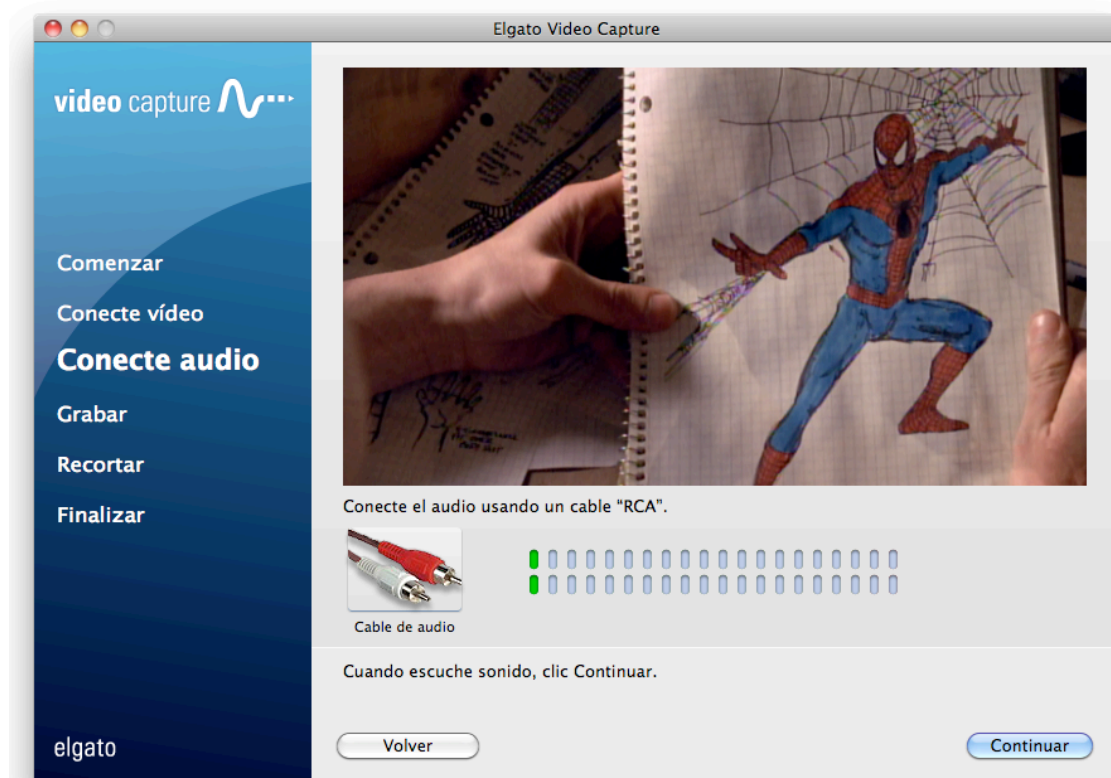 Elgato Video Capture
video capture
Comenzar
Conecte vídeo
Conecte audio
Grabar
Recortar
Finalizar
elgato
Conecte el audio usando un cable “RCA”.
Cable de audio
Cuando escuche sonido, clic Continuar.
Volver
Continuar